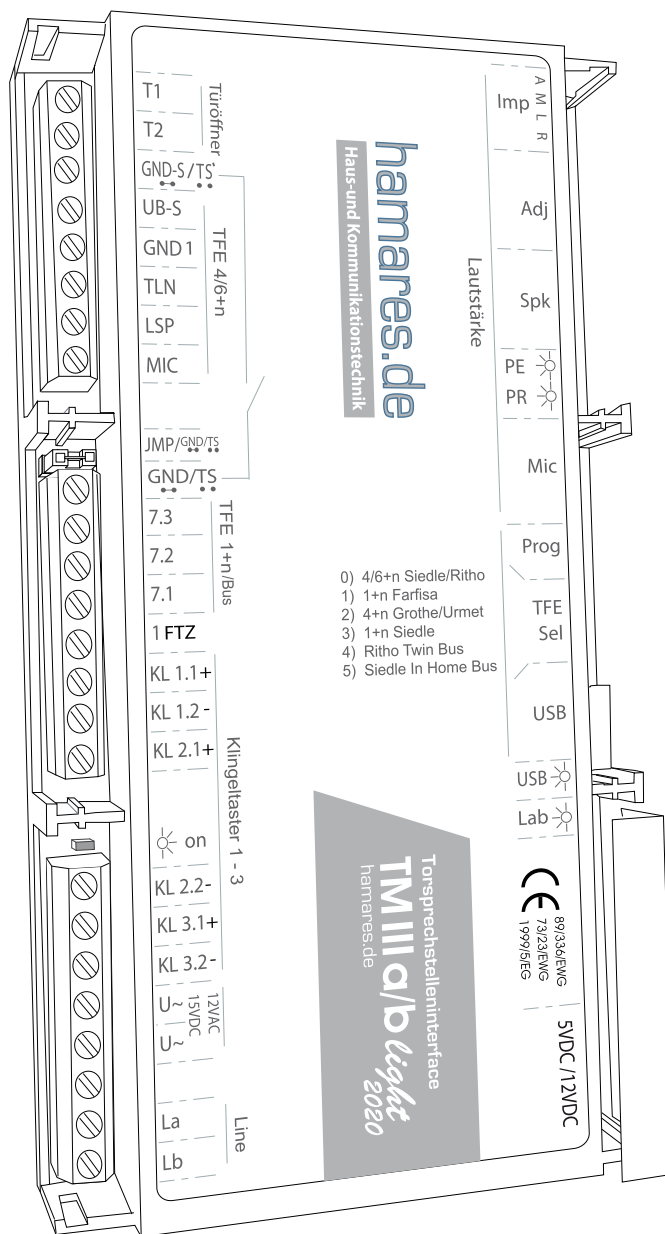 T1
T2
Türöffner
GND-S/TS
UB-S
GND 1
TLN
LSP
MIC
TFE 4/6+n
JMP/GND/TS
GND/TS
7.3
7.2
7.1
TFE 1+n/Bus
1 FTZ
KL 1.1+
KL 1.2-
KL 2.1+
on
KL 2.2-
KL 3.1+
KL 3.2-
Klingeltaster 1 - 3
U~
U~
12VAC
15VDC
La
Lb
Line
hamares.de
Haus-und Kommunikationstechnik
0) 4/6+n Siedle/Ritho
1) 1+n Farfisa
2) 4+n Grothe/Urmet
3) 1+n Siedle
4) Ritho Twin Bus
5) Siedle In Home Bus
Torsprechstelleninterface
TM III a/b light
2020
hamares.de
A M L R
Imp
Adj
Spk
Lautstärke
PE
PR
Mic
Prog
TFE
Sel
USB
USB
Lab
CE
89/336/EWG
73/23/EWG
1999/5/EG
5VDC /12VDC